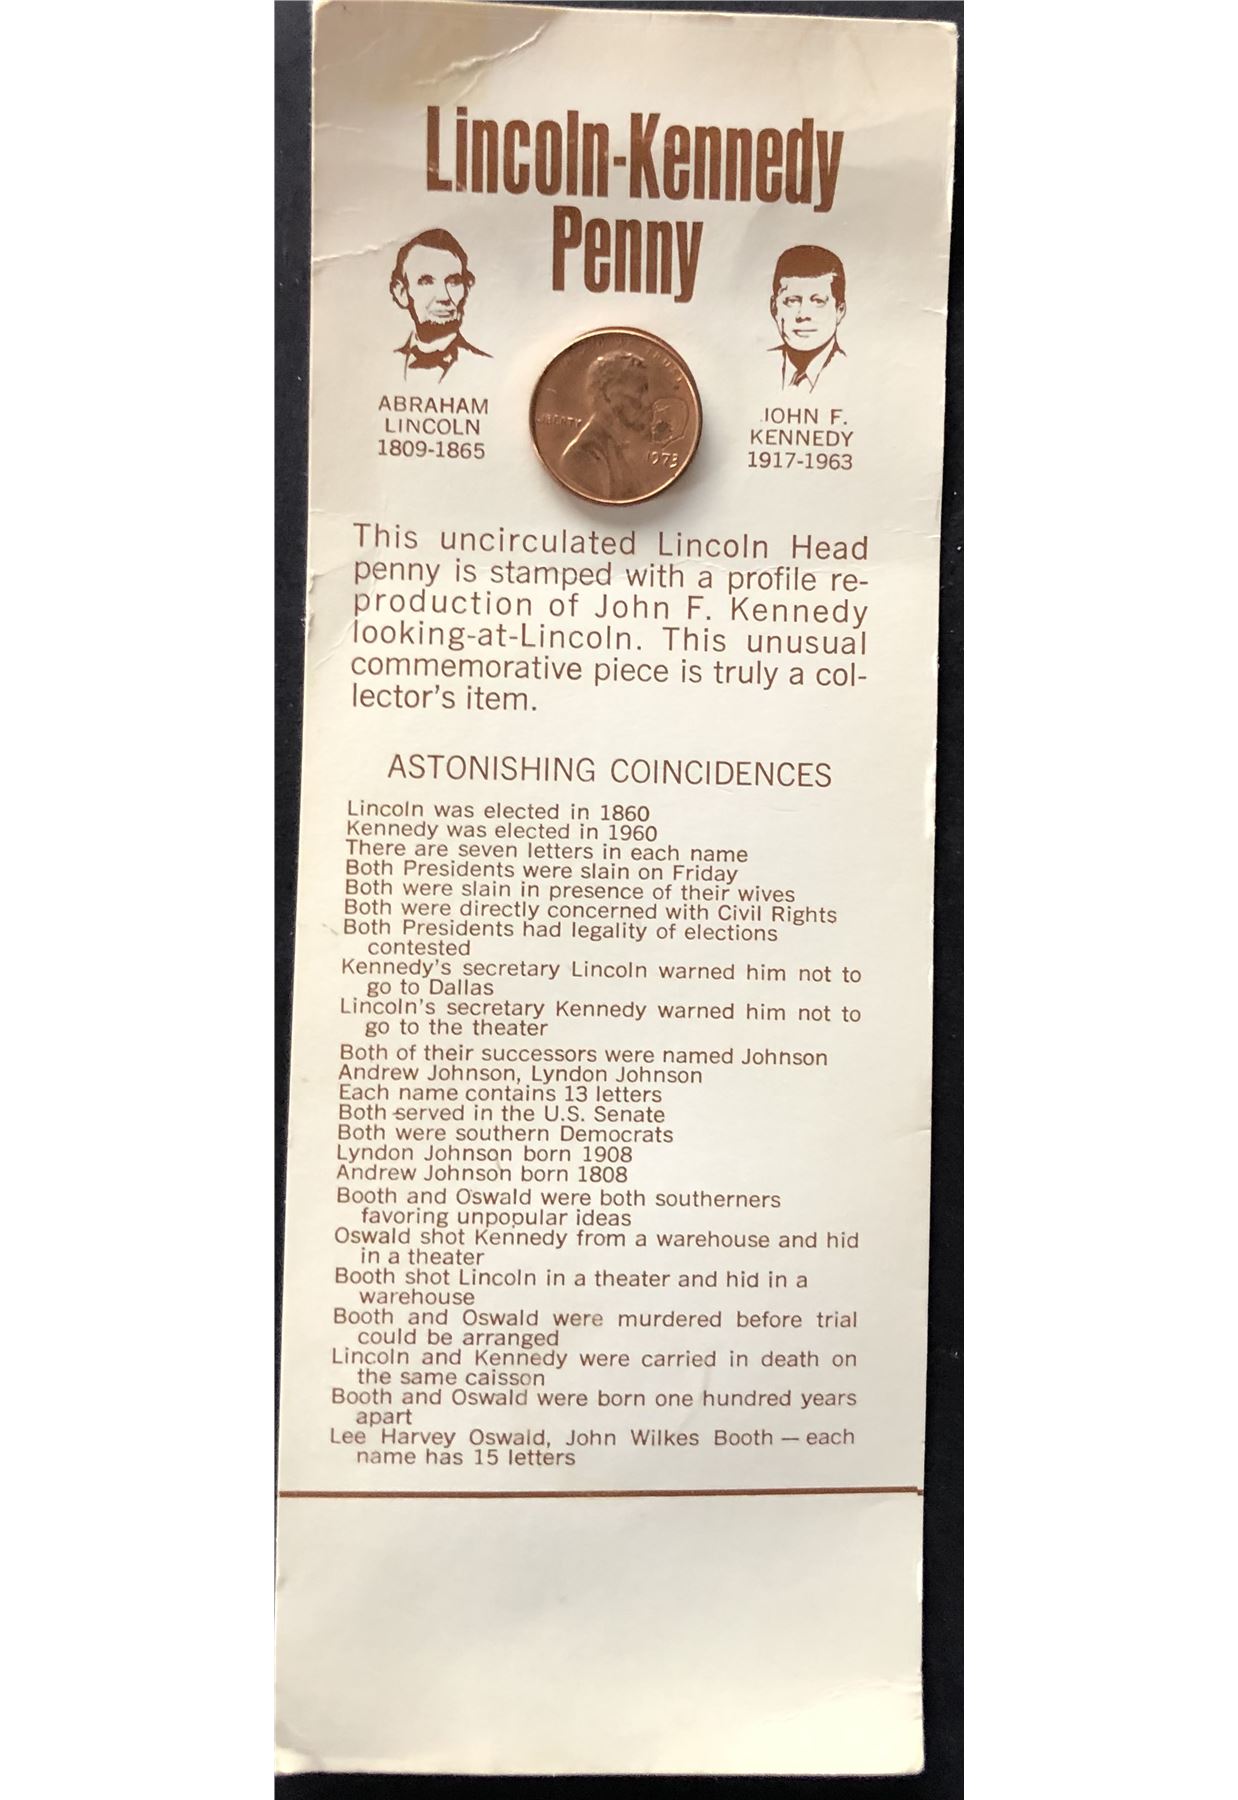 Lincoln-Kennedy
Penny
ABRAHAM
LINCOLN
1809-1865
JOHN F.
KENNEDY
1917-1963
LIBERTY
1973
This uncirculated Lincoln Head
penny is stamped with a profile re-
production of John F. Kennedy
looking-at-Lincoln. This unusual
commemorative piece is truly a col-
lector's item.
ASTONISHING COINCIDENCES
Lincoln was elected in 1860
Kennedy was elected in 1960
There are seven letters in each name
Both Presidents were slain on Friday
Both were slain in presence of their wives
Both were directly concerned with Civil Rights
Both Presidents had legality of elections
contested
Kennedy's secretary Lincoln warned him not to
go to Dallas
Lincoln's secretary Kennedy warned him not to
go to the theater
Both of their successors were named Johnson
Andrew Johnson, Lyndon Johnson
Each name contains 13 letters
Both served in the U.S. Senate
Both were southern Democrats
Lyndon Johnson born 1908
Andrew Johnson born 1808
Booth and Oswald were both southerners
favoring unpopular ideas
Oswald shot Kennedy from a warehouse and hid
in a theater
Booth shot Lincoln in a theater and hid in a
warehouse
Booth and Oswald were murdered before trial
could be arranged
Lincoln and Kennedy were carried in death on
the same caisson
Booth and Oswald were born one hundred years
apart
Lee Harvey Oswald, John Wilkes Booth — each
name has 15 letters